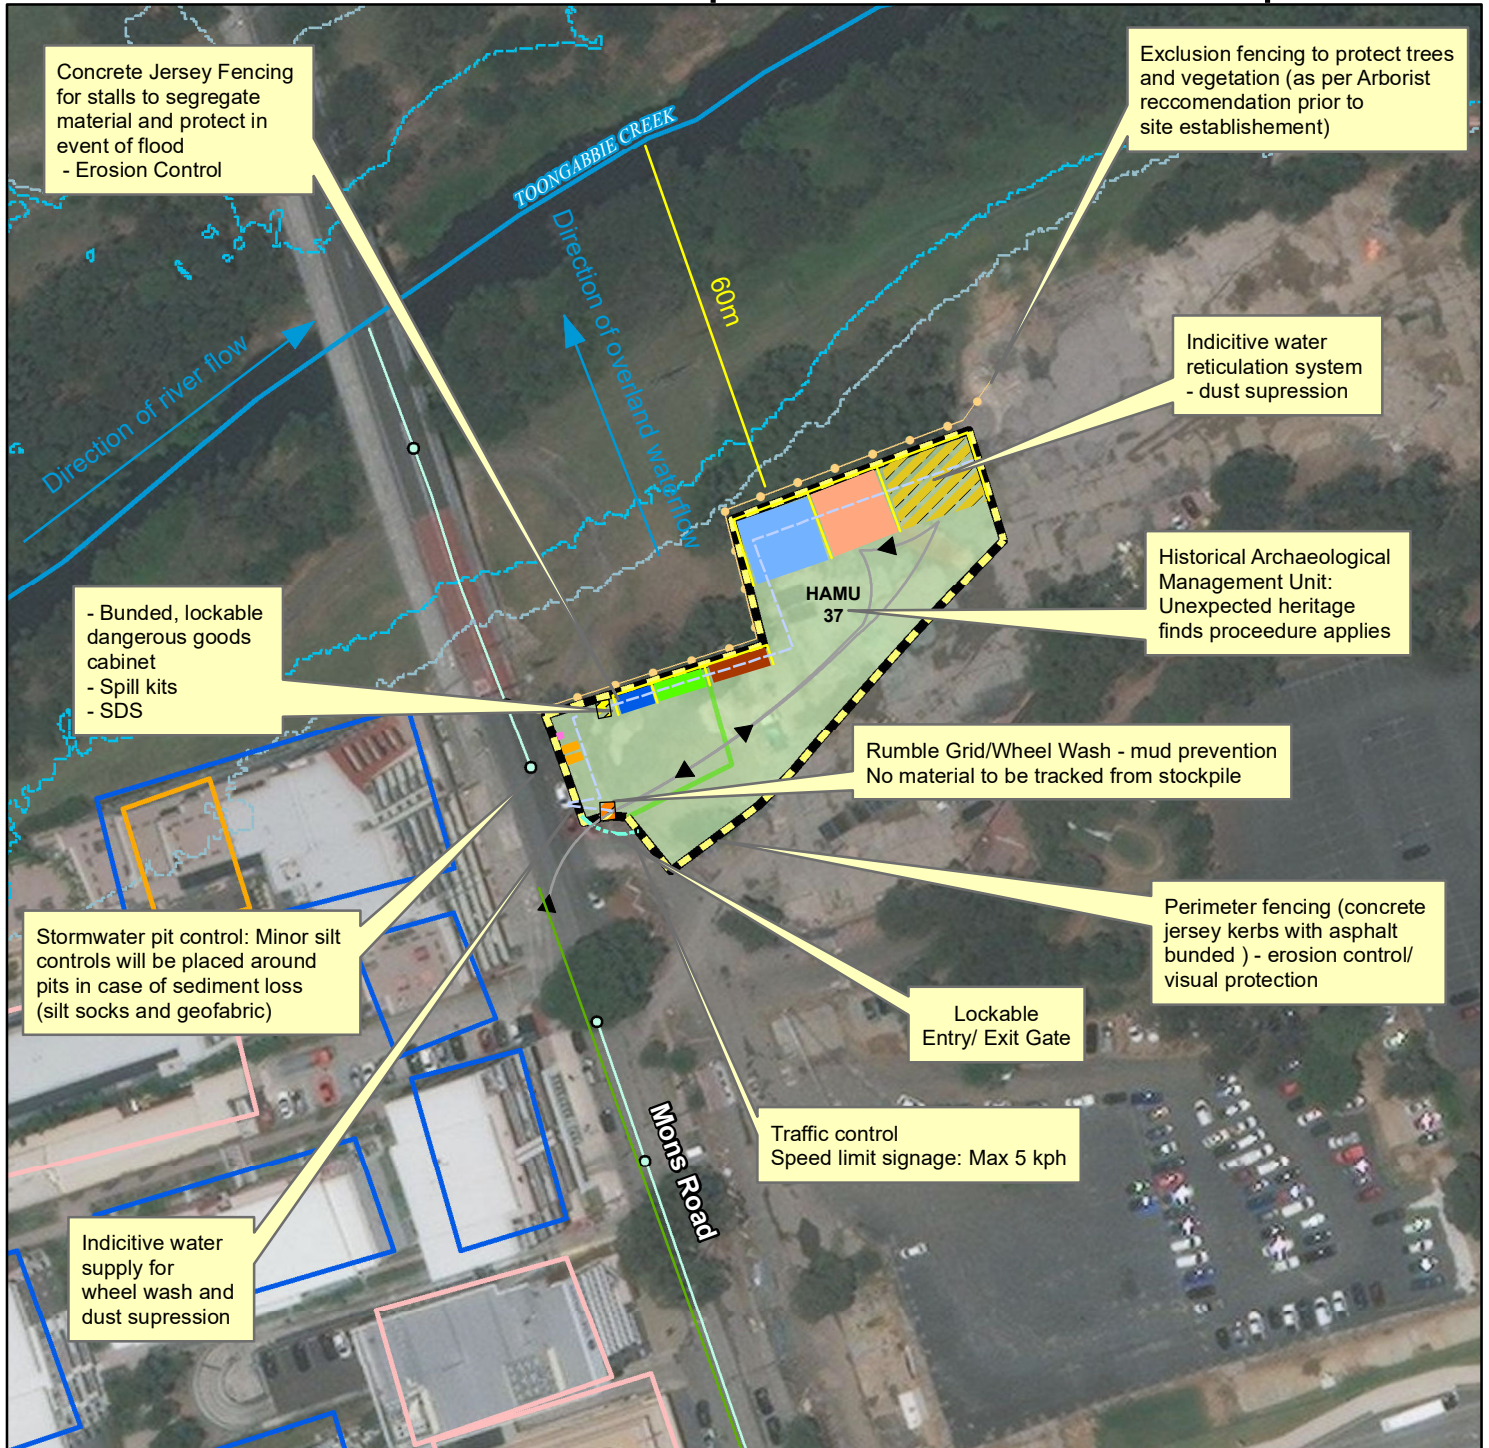 Concrete Jersey Fencing
for stalls to segregate
material and protect in
event of flood
- Erosion Control
Exclusion fencing to protect trees
and vegetation (as per Arborist
reccomendation prior to
site establishement)
TOONGABBIE CREEK
Direction of overland waterflow
60m
Direction of river flow
Indicitive water
reticulation system
- dust supression
HAMU
37
Historical Archaeological
Management Unit:
Unexpected heritage
finds proceedure applies
- Bunded, lockable
dangerous goods
cabinet
- Spill kits
- SDS
Rumble Grid/Wheel Wash - mud prevention
No material to be tracked from stockpile
Stormwater pit control: Minor silt
controls will be placed around
pits in case of sediment loss
(silt socks and geofabric)
Perimeter fencing (concrete
jersey kerbs with asphalt
bunded ) - erosion control/
visual protection
Lockable
Entry/ Exit Gate
Mons Road
Traffic control
Speed limit signage: Max 5 kph
Indicitive water
supply for
wheel wash and
dust supression